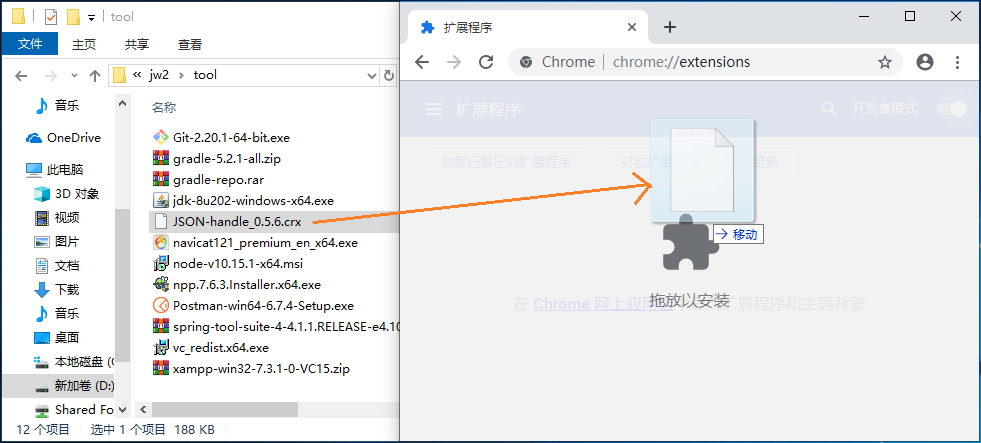 tool
文件 主页 共享 查看
« jw2 › tool
音乐
OneDrive
此电脑
3D 对象
视频
图片
文档
下载
音乐
桌面
本地磁盘 (C
新加卷 (D:)
Shared Fo
名称
Git-2.20.1-64-bit.exe
gradle-5.2.1-all.zip
gradle-repo.rar
jdk-8u202-windows-x64.exe
JSON-handle_0.5.6.crx
navicat121_premium_en_x64.exe
node-v10.15.1-x64.msi
npp.7.6.3.Installer.x64.exe
Postman-win64-6.7.4-Setup.exe
spring-tool-suite-4-4.1.1.RELEASE-e4.10
vc_redist.x64.exe
xampp-win32-7.3.1-0-VC15.zip
12 个项目 选中 1 个项目 188 KB
扩展程序
Chrome | chrome://extensions
扩展程序 开发者模式
加载已解压的扩展程序 打包扩展 更新
移动
拖放以安装
在 Chrome 网上应用 扩展程序和主题背景